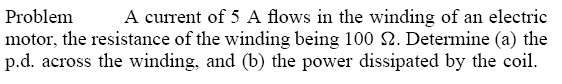 Problem A current of 5 A flows in the winding of an electric
motor, the resistance of the winding being 100 Ω. Determine (a) the
p.d. across the winding, and (b) the power dissipated by the coil.